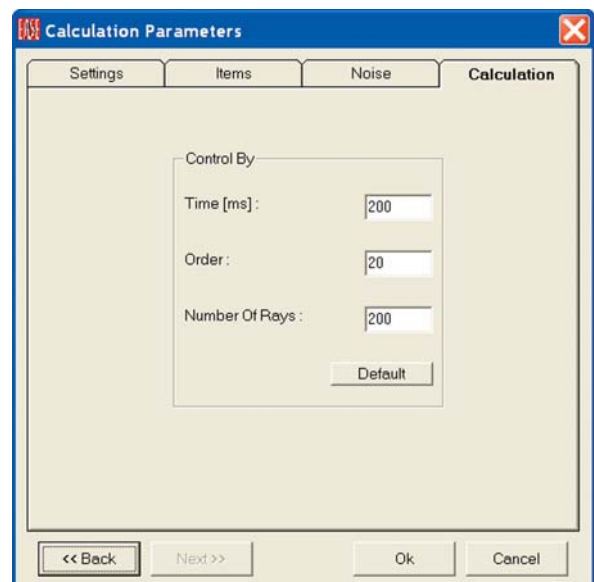 EASE Calculation Parameters
Settings Items Noise Calculation
Control By
Time [ms] : 200
Order : 20
Number Of Rays : 200
Default
<< Back Next >> Ok Cancel